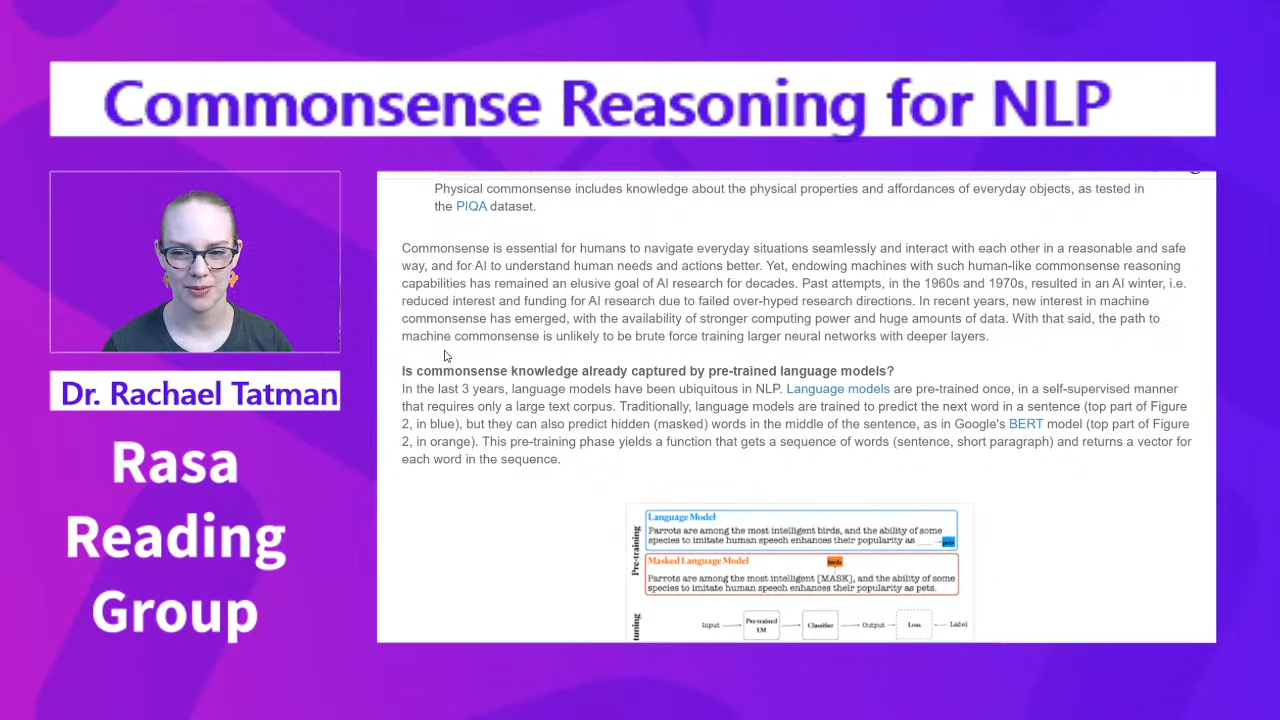 Commonsense Reasoning for NLP
Dr. Rachael Tatman
Rasa
Reading
Group
Physical commonsense includes knowledge about the physical properties and affordances of everyday objects, as tested in
the PIQA dataset.
Commonsense is essential for humans to navigate everyday situations seamlessly and interact with each other in a reasonable and safe
way, and for AI to understand human needs and actions better. Yet, endowing machines with such human-like commonsense reasoning
capabilities has remained an elusive goal of AI research for decades. Past attempts, in the 1960s and 1970s, resulted in an AI winter, i.e.
reduced interest and funding for AI research due to failed over-hyped research directions. In recent years, new interest in machine
commonsense has emerged, with the availability of stronger computing power and huge amounts of data. With that said, the path to
machine commonsense is unlikely to be brute force training larger neural networks with deeper layers.
Is commonsense knowledge already captured by pre-trained language models?
In the last 3 years, language models have been ubiquitous in NLP. Language models are pre-trained once, in a self-supervised manner
that requires only a large text corpus. Traditionally, language models are trained to predict the next word in a sentence (top part of Figure
2, in blue), but they can also predict hidden (masked) words in the middle of the sentence, as in Google's BERT model (top part of Figure
2, in orange). This pre-training phase yields a function that gets a sequence of words (sentence, short paragraph) and returns a vector for
each word in the sequence.
Pre-training
Language Model
Parrots are among the most intelligent birds, and the ability of some
species to imitate human speech enhances their popularity as ___ → pets
Masked Language Model
birds
Parrots are among the most intelligent [MASK], and the ability of some
species to imitate human speech enhances their popularity as pets.
Input
Pre-trained
LM
Classifier
Output
Loss
Label